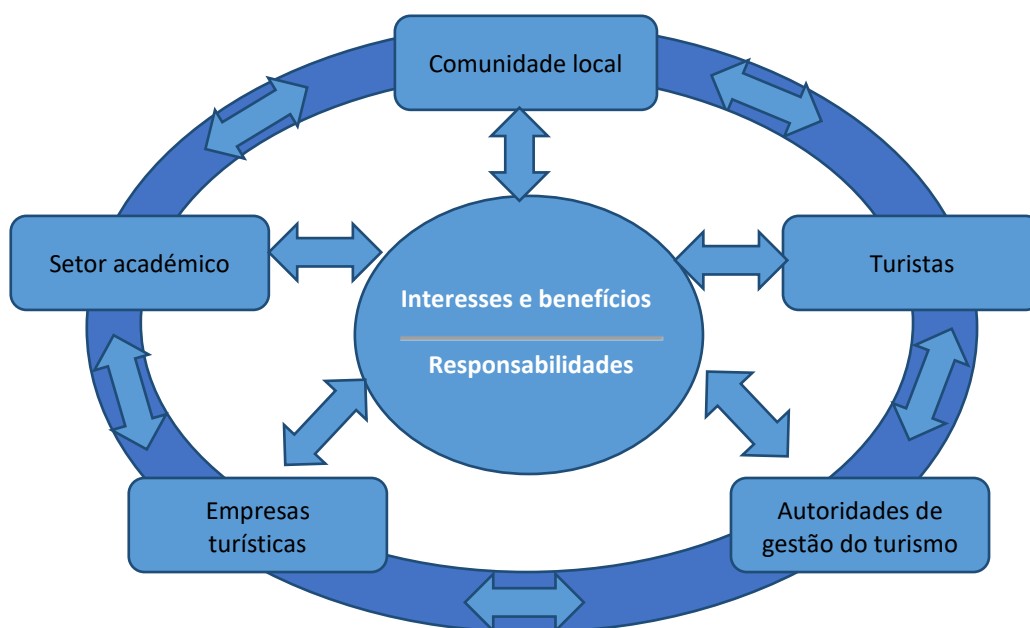 Comunidade local
Setor académico
Turistas
Interesses e benefícios
Responsabilidades
Empresas
turísticas
Autoridades de
gestão do turismo